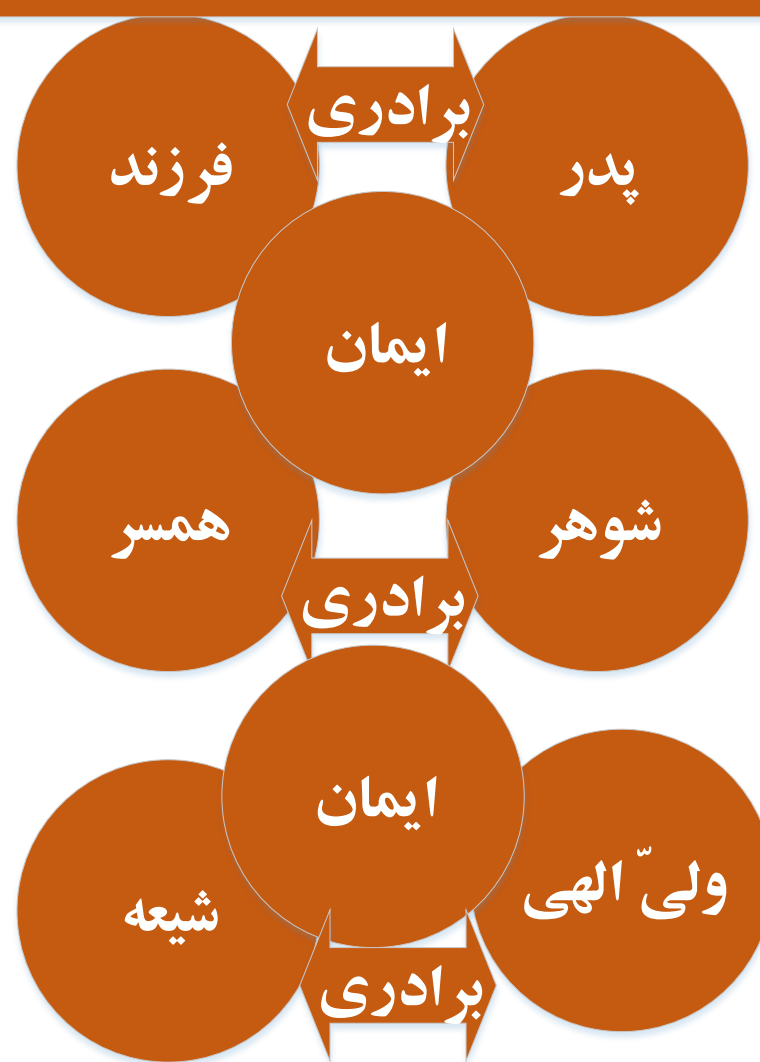 برادری
پدر
فرزند
ایمان
شوهر
همسر
برادری
ایمان
ولیّ الهی
شیعه
برادری